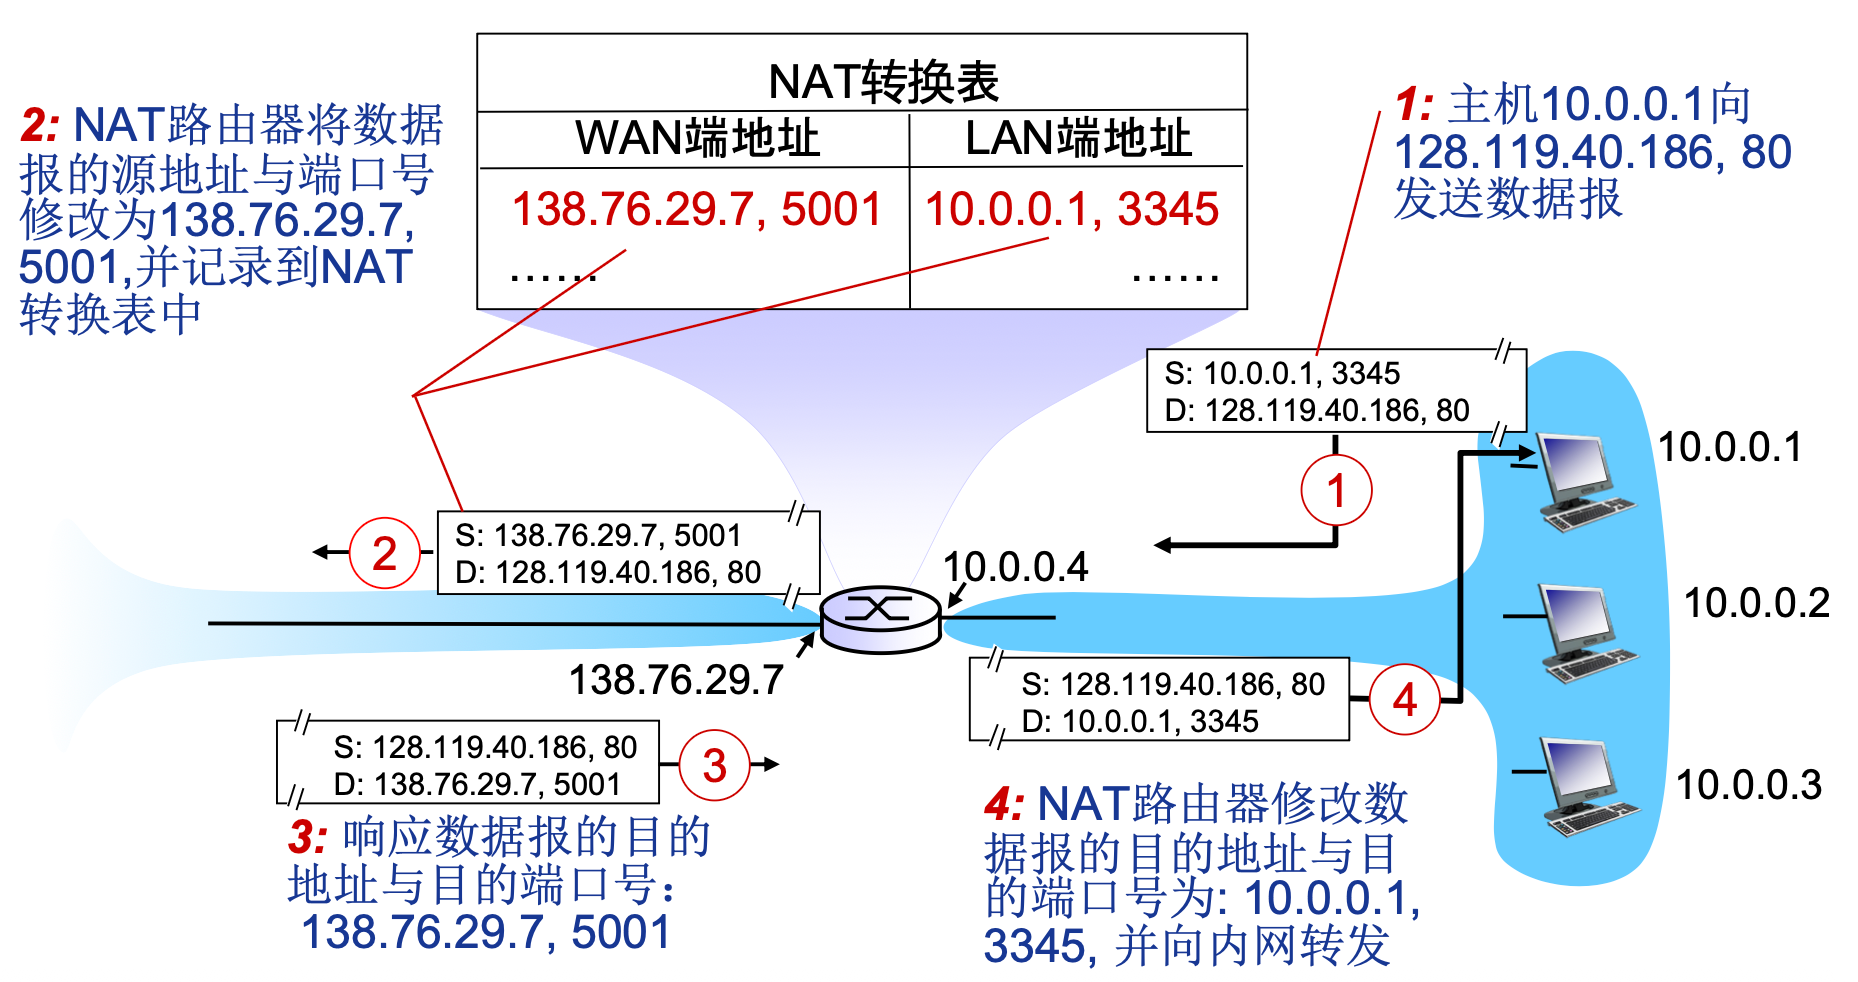 NAT转换表
WAN端地址 LAN端地址
138.76.29.7, 5001 10.0.0.1, 3345
…… ……
2: NAT路由器将数据
报的源地址与端口号
修改为138.76.29.7,
5001,并记录到NAT
转换表中
1: 主机10.0.0.1向
128.119.40.186, 80
发送数据报
S: 10.0.0.1, 3345
D: 128.119.40.186, 80
1
10.0.0.1
2
S: 138.76.29.7, 5001
D: 128.119.40.186, 80
10.0.0.4
10.0.0.2
138.76.29.7
S: 128.119.40.186, 80
D: 10.0.0.1, 3345
4
S: 128.119.40.186, 80
D: 138.76.29.7, 5001
3
10.0.0.3
3: 响应数据报的目的
地址与目的端口号：
138.76.29.7, 5001
4: NAT路由器修改数
据报的目的地址与目
的端口号为: 10.0.0.1,
3345, 并向内网转发